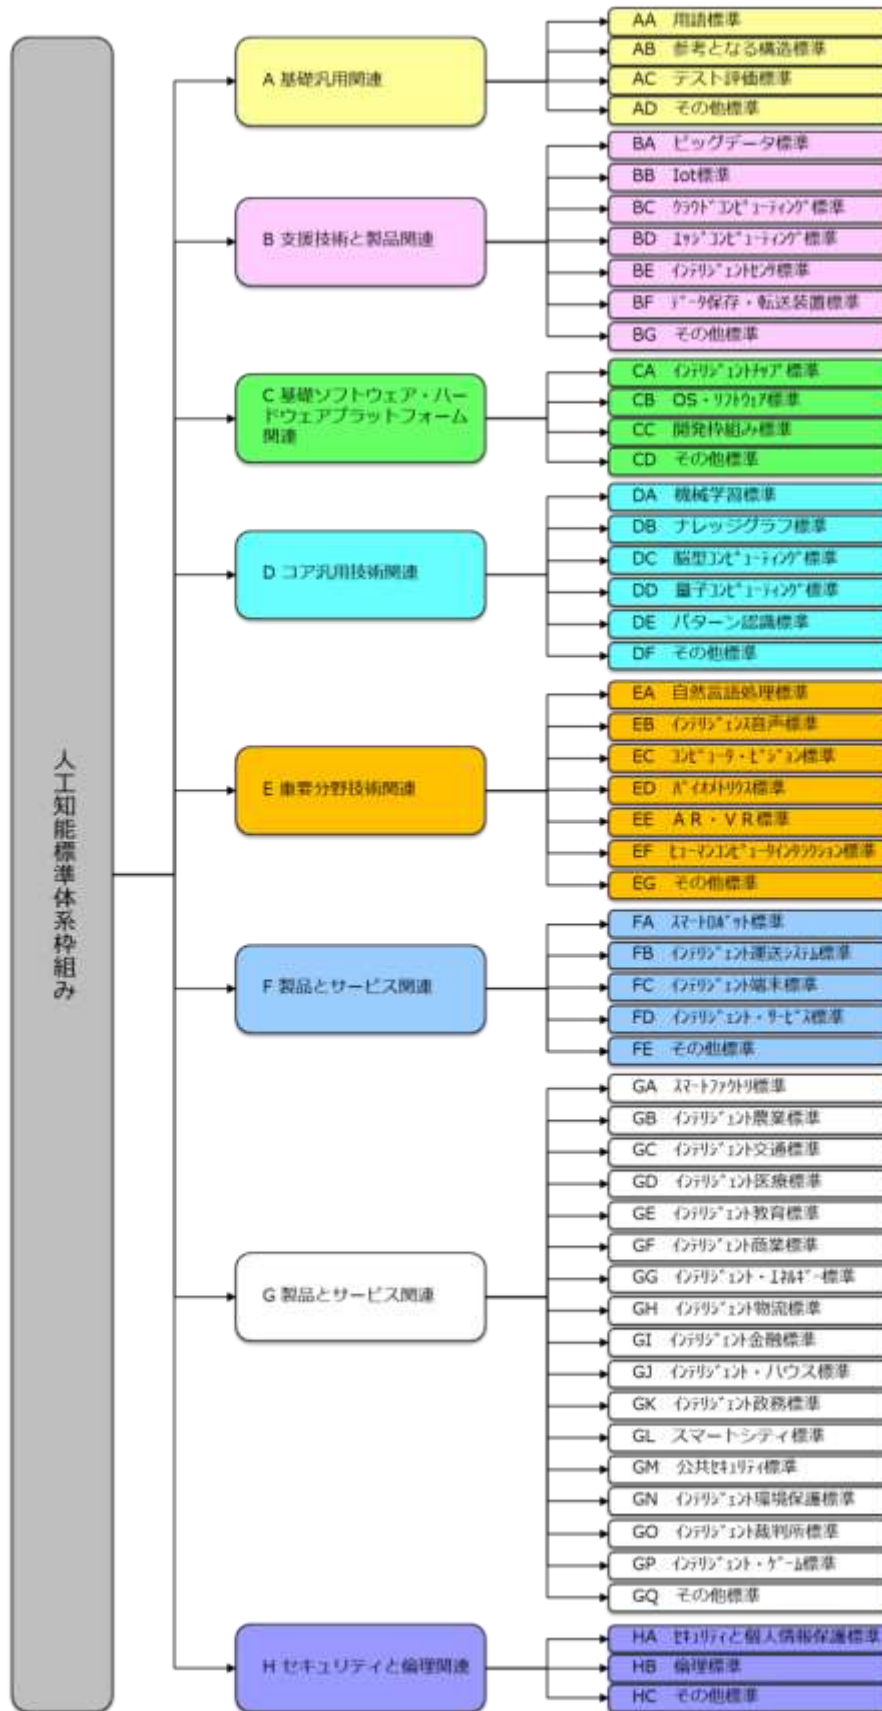 人工知能標準体系枠組み
A 基礎汎用関連
AA 用語標準
AB 参考となる構造標準
AC テスト評価標準
AD その他標準
B 支援技術と製品関連
BA ビッグデータ標準
BB Iot標準
BC ｸﾗｳﾄﾞｺﾝﾋﾟｭｰﾃｨﾝｸﾞ標準
BD ｴｯｼﾞｺﾝﾋﾟｭｰﾃｨﾝｸﾞ標準
BE ｲﾝﾃﾘｼﾞｪﾝﾄｾﾝｻ標準
BF ﾃﾞｰﾀ保存・転送装置標準
BG その他標準
C 基礎ソフトウェア・ハー
ドウェアプラットフォーム
関連
CA ｲﾝﾃﾘｼﾞｪﾝﾄﾁｯﾌﾟ標準
CB OS・ｿﾌﾄｳｪｱ標準
CC 開発枠組み標準
CD その他標準
D コア汎用技術関連
DA 機械学習標準
DB ナレッジグラフ標準
DC 脳型ｺﾝﾋﾟｭｰﾃｨﾝｸﾞ標準
DD 量子ｺﾝﾋﾟｭｰﾃｨﾝｸﾞ標準
DE パターン認識標準
DF その他標準
E 重要分野技術関連
EA 自然言語処理標準
EB ｲﾝﾃﾘｼﾞｪﾝｽ音声標準
EC ｺﾝﾋﾟｭｰﾀ・ﾋﾞｼﾞｮﾝ標準
ED ﾊﾞｲｵﾒﾄﾘｸｽ標準
EE ＡＲ・ＶＲ標準
EF ﾋｭｰﾏﾝｺﾝﾋﾟｭｰﾀｲﾝﾀﾗｸｼｮﾝ標準
EG その他標準
F 製品とサービス関連
FA ｽﾏｰﾄﾛﾎﾞｯﾄ標準
FB ｲﾝﾃﾘｼﾞｪﾝﾄ運送ｼｽﾃﾑ標準
FC ｲﾝﾃﾘｼﾞｪﾝﾄ端末標準
FD ｲﾝﾃﾘｼﾞｪﾝﾄ・ｻｰﾋﾞｽ標準
FE その他標準
G 製品とサービス関連
GA ｽﾏｰﾄﾌｧｸﾄﾘ標準
GB ｲﾝﾃﾘｼﾞｪﾝﾄ農業標準
GC ｲﾝﾃﾘｼﾞｪﾝﾄ交通標準
GD ｲﾝﾃﾘｼﾞｪﾝﾄ医療標準
GE ｲﾝﾃﾘｼﾞｪﾝﾄ教育標準
GF ｲﾝﾃﾘｼﾞｪﾝﾄ商業標準
GG ｲﾝﾃﾘｼﾞｪﾝﾄ・ｴﾈﾙｷﾞｰ標準
GH ｲﾝﾃﾘｼﾞｪﾝﾄ物流標準
GI ｲﾝﾃﾘｼﾞｪﾝﾄ金融標準
GJ ｲﾝﾃﾘｼﾞｪﾝﾄ・ハウス標準
GK ｲﾝﾃﾘｼﾞｪﾝﾄ政務標準
GL スマートシティ標準
GM 公共ｾｷｭﾘﾃｨ標準
GN ｲﾝﾃﾘｼﾞｪﾝﾄ環境保護標準
GO ｲﾝﾃﾘｼﾞｪﾝﾄ裁判所標準
GP ｲﾝﾃﾘｼﾞｪﾝﾄ・ｹﾞｰﾑ標準
GQ その他標準
H セキュリティと倫理関連
HA ｾｷｭﾘﾃｨと個人情報保護標準
HB 倫理標準
HC その他標準